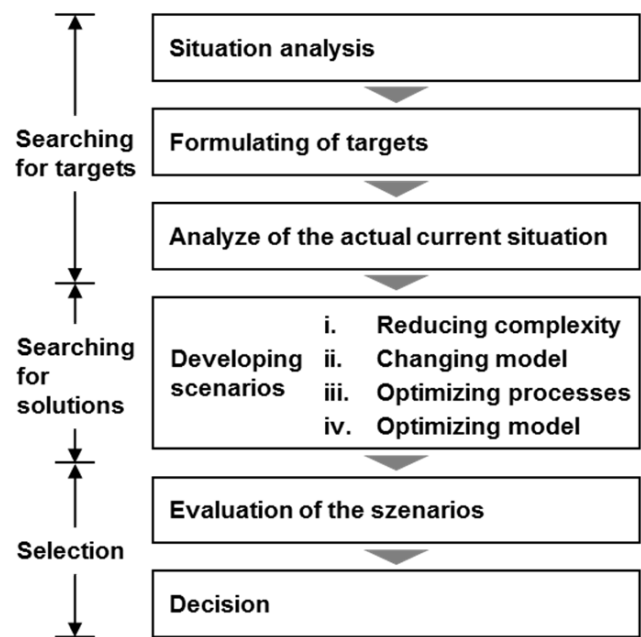 Searching
for targets
Situation analysis
Formulating of targets
Analyze of the actual current situation
Searching
for
solutions
Developing
scenarios
i. Reducing complexity
ii. Changing model
iii. Optimizing processes
iv. Optimizing model
Selection
Evaluation of the szenarios
Decision